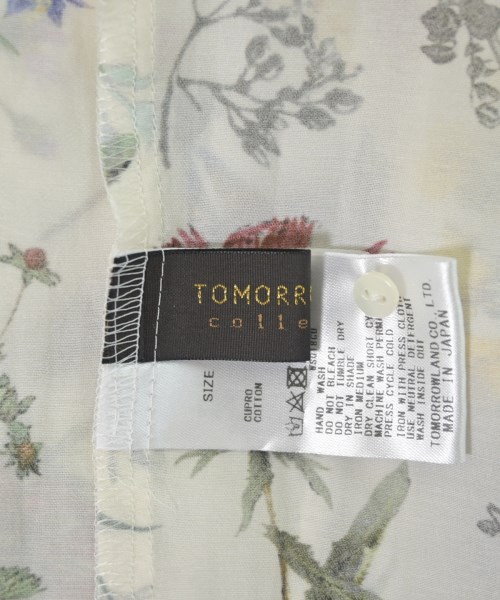 TOMORR
colle
SIZE
CUPRO
COTTON
HAND WASH
DO NOT BLEACH
DO NOT TUMBLE DRY
DRY IN SHADE
IRON MEDIUM
DRY CLEAN SHORT CY
MACHINE WASH PERMA
PRESS CYCLE COLD
IRON WITH PRESS CLOTH
USE NEUTRAL DETERGENT
WASH INSIDE OUT
TOMORROWLAND CO., LTD.
MADE IN JAPAN